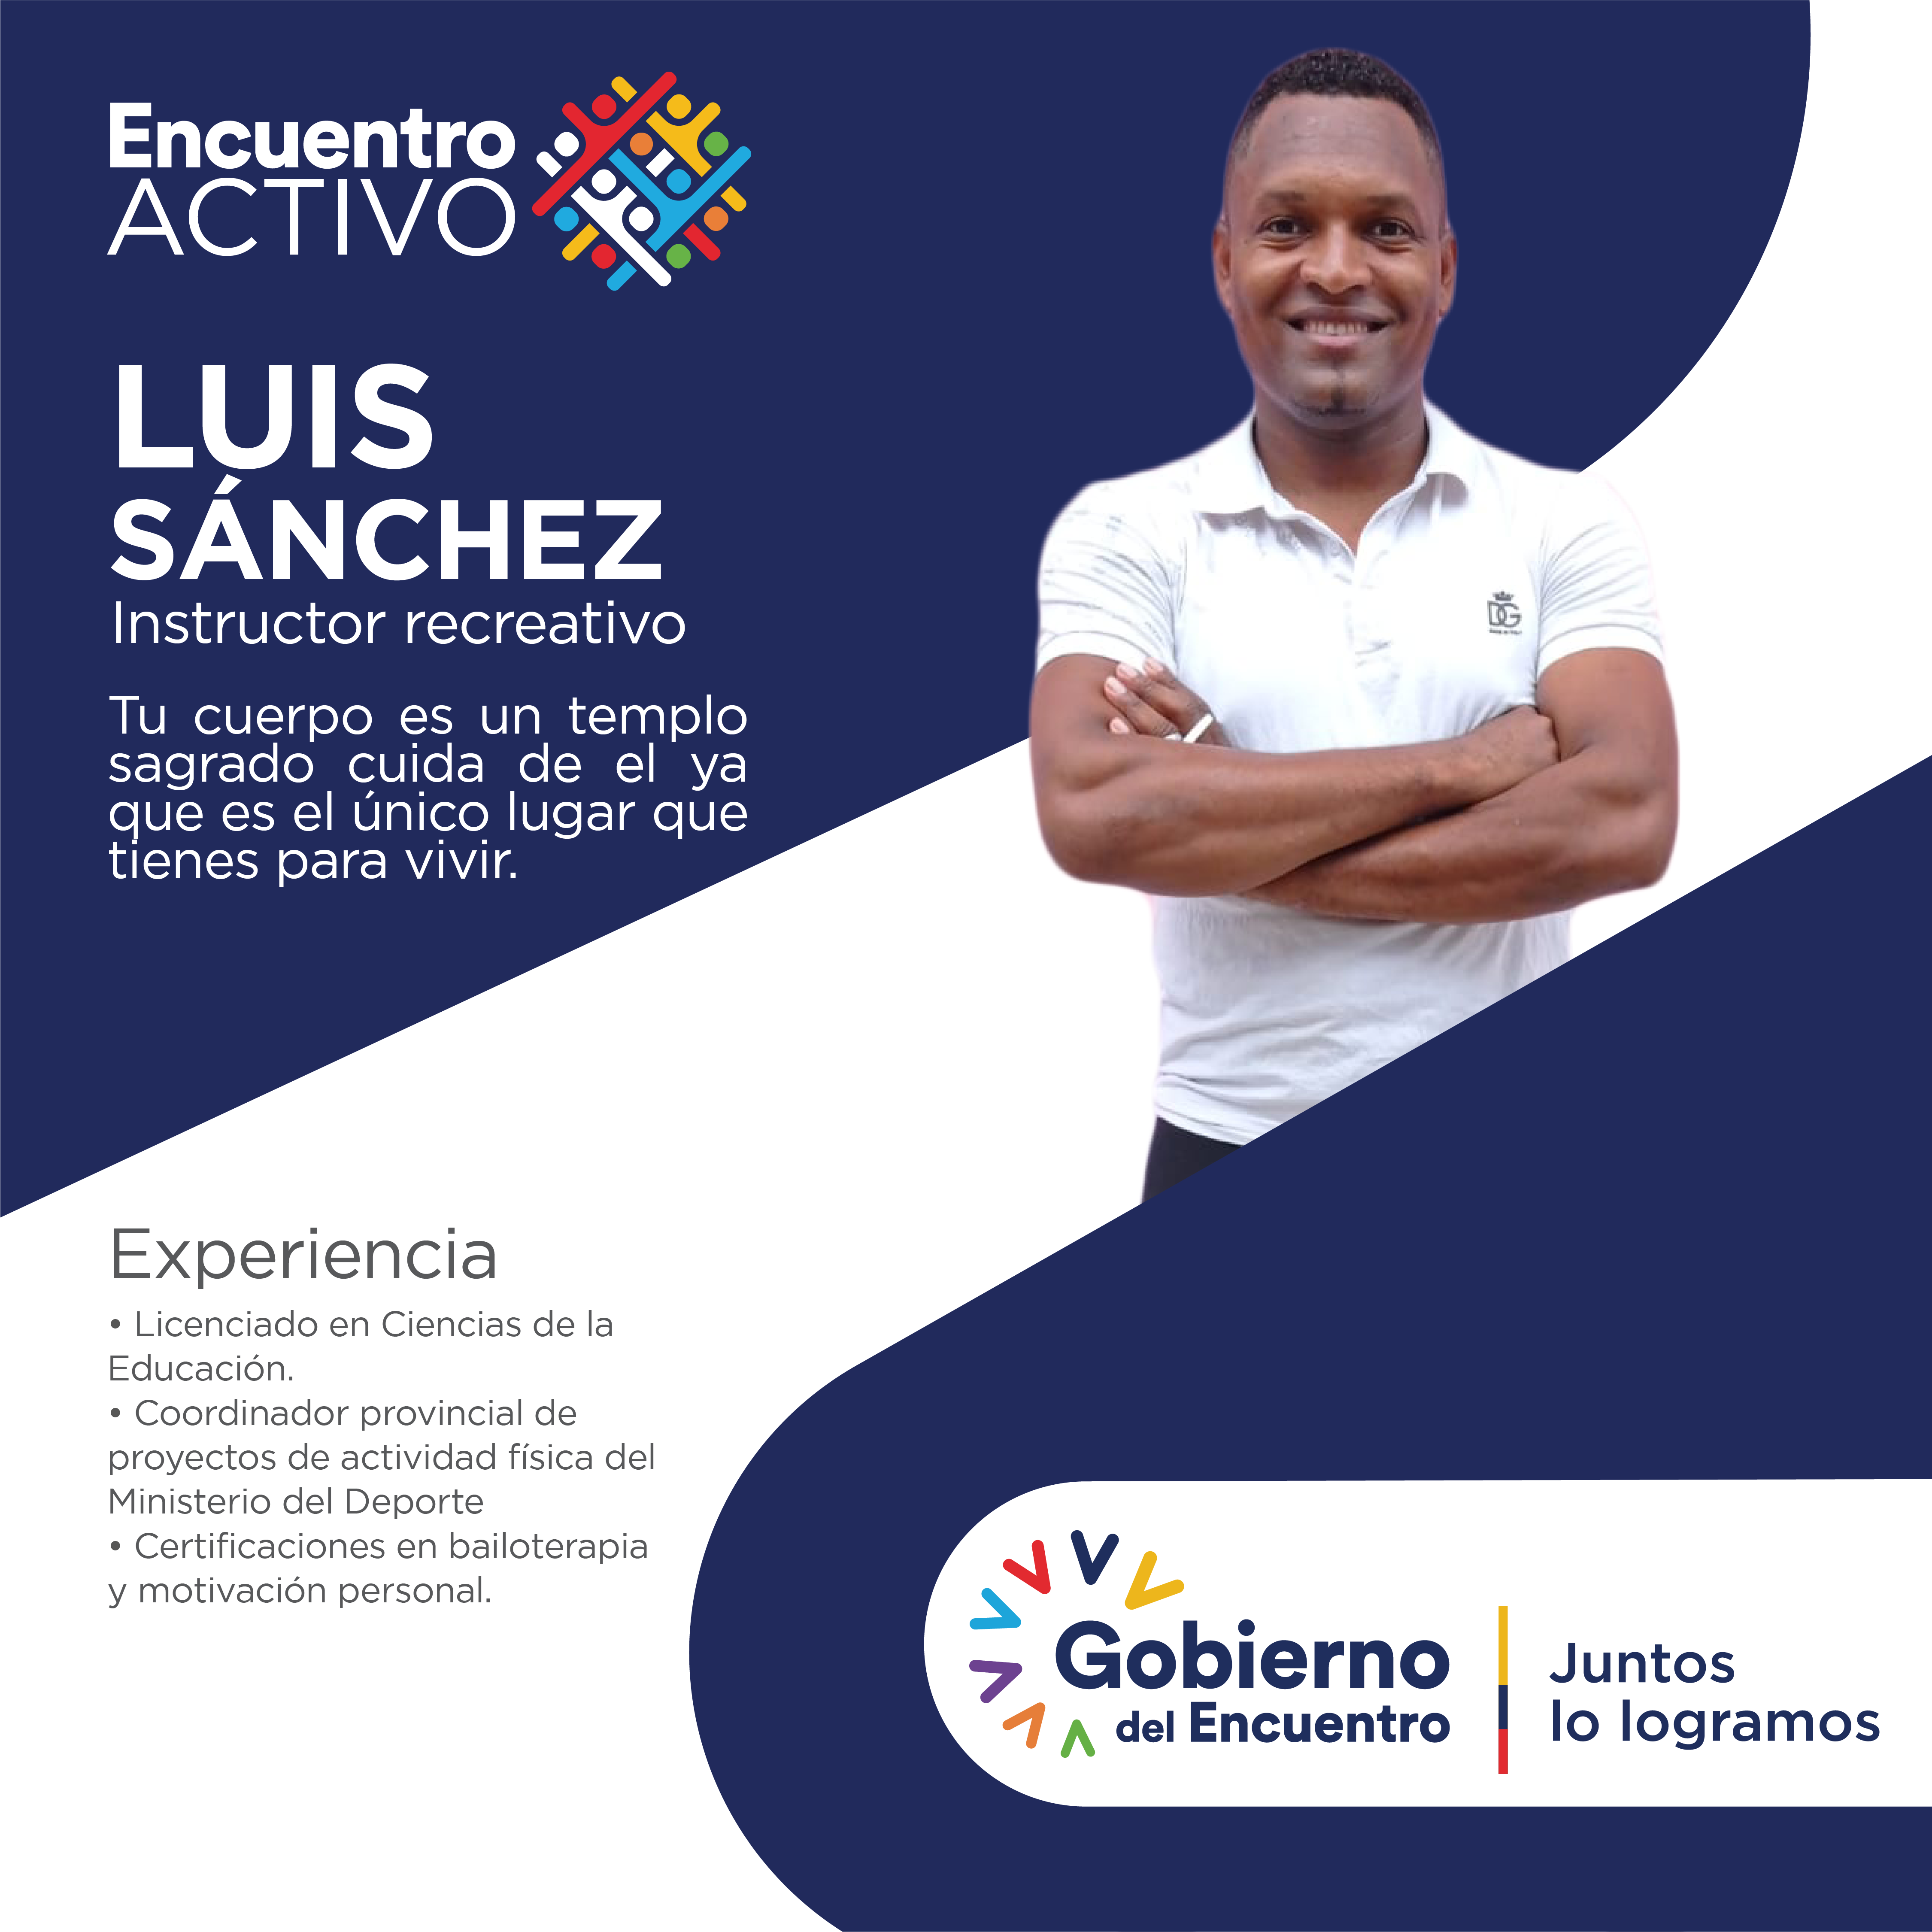 Encuentro
ACTIVO
LUIS
SÁNCHEZ
Instructor recreativo
Tu cuerpo es un templo
sagrado cuida de el ya
que es el único lugar que
tienes para vivir.
DG
Experiencia
• Licenciado en Ciencias de la
Educación.
• Coordinador provincial de
proyectos de actividad física del
Ministerio del Deporte
• Certificaciones en bailoterapia
y motivación personal.
Gobierno
del Encuentro
Juntos
lo logramos